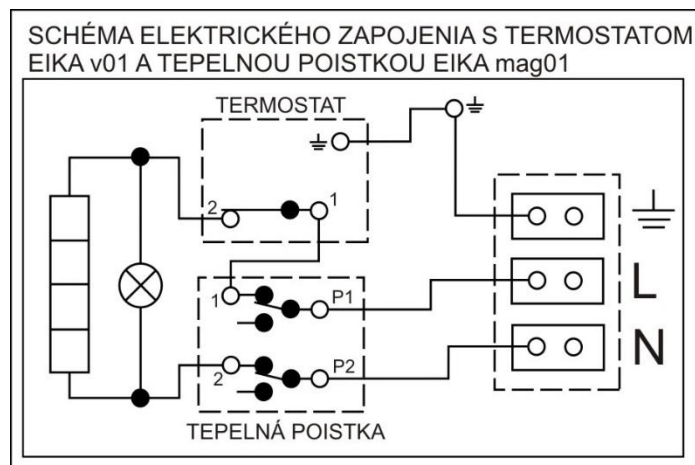 SCHÉMA ELEKTRICKÉHO ZAPOJENIA S TERMOSTATOM
EIKA v01 A TEPELNOU POISTKOU EIKA mag01
TERMOSTAT
2
1
1
P1
L
2
P2
N
TEPELNÁ POISTKA